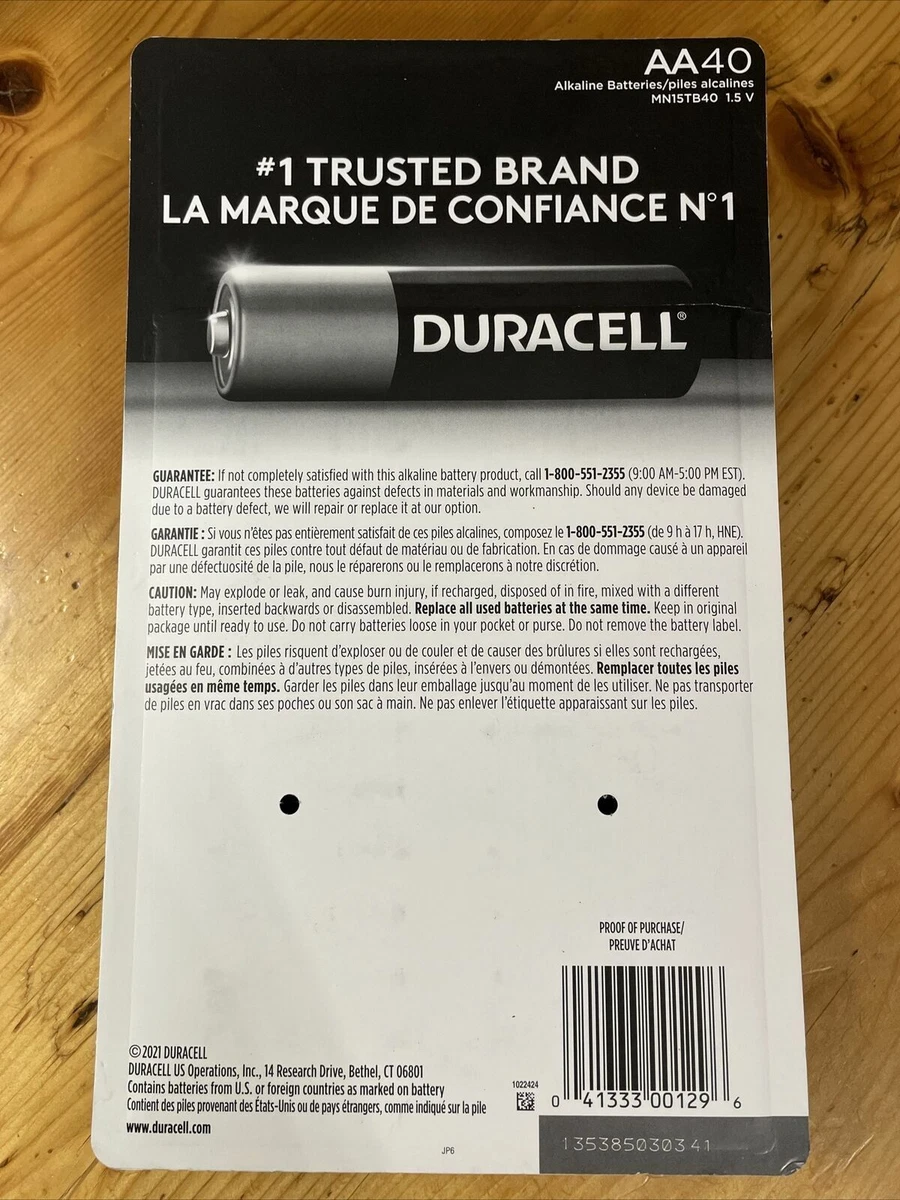 AA40
Alkaline Batteries/piles alcalines
MN15TB40 1.5 V
#1 TRUSTED BRAND
LA MARQUE DE CONFIANCE N°1
DURACELL®
GUARANTEE: If not completely satisfied with this alkaline battery product, call 1-800-551-2355 (9:00 AM-5:00 PM EST).
DURACELL guarantees these batteries against defects in materials and workmanship. Should any device be damaged
due to a battery defect, we will repair or replace it at our option.
GARANTIE : Si vous n'êtes pas entièrement satisfait de ces piles alcalines, composez le 1-800-551-2355 (de 9 h à 17 h, HNE).
DURACELL garantit ces piles contre tout défaut de matériau ou de fabrication. En cas de dommage causé à un appareil
par une défectuosité de la pile, nous le réparerons ou le remplacerons à notre discrétion.
CAUTION: May explode or leak, and cause burn injury, if recharged, disposed of in fire, mixed with a different
battery type, inserted backwards or disassembled. Replace all used batteries at the same time. Keep in original
package until ready to use. Do not carry batteries loose in your pocket or purse. Do not remove the battery label.
MISE EN GARDE : Les piles risquent d'exploser ou de couler et de causer des brûlures si elles sont rechargées,
jetées au feu, combinées à d'autres types de piles, insérées à l'envers ou démontées. Remplacer toutes les piles
usagées en même temps. Garder les piles dans leur emballage jusqu'au moment de les utiliser. Ne pas transporter
de piles en vrac dans ses poches ou son sac à main. Ne pas enlever l'étiquette apparaissant sur les piles.
PROOF OF PURCHASE/
PREUVE D'ACHAT
©2021 DURACELL
DURACELL US Operations, Inc., 14 Research Drive, Bethel, CT 06801
Contains batteries from U.S. or foreign countries as marked on battery
Contient des piles provenant des États-Unis ou de pays étrangers, comme indiqué sur la pile
www.duracell.com
1022424
0 41333 00129 6
JP6
1353850303 41